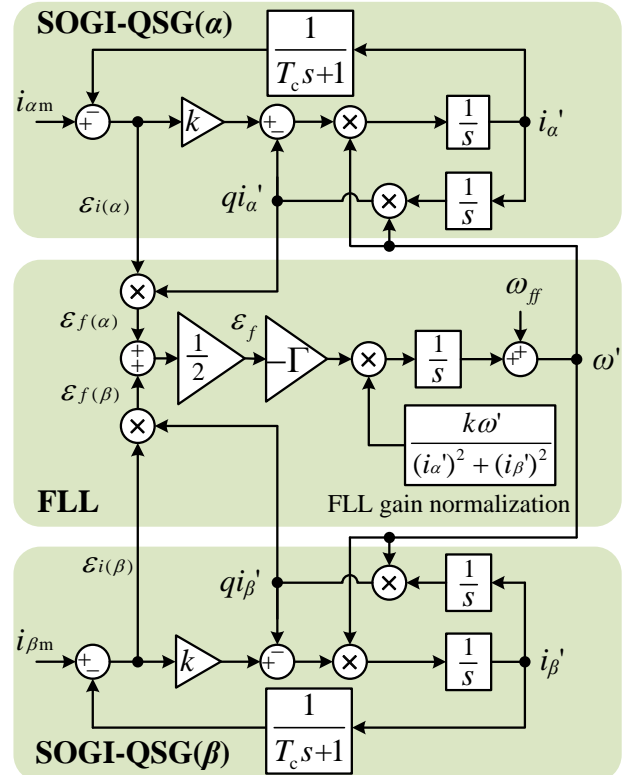 SOGI-QSG(α)
1
T_c s+1
i_αm
+
−
k
+
−
×
1
s
i_α'
ε_i(α)
qi_α'
×
1
s
×
ε_f(α)
ω_ff
+
+
1
2
ε_f
−Γ
×
1
s
+
+
ω'
ε_f(β)
×
kω'
(i_α')² + (i_β')²
FLL
FLL gain normalization
ε_i(β)
qi_β'
×
1
s
i_βm
+
−
k
+
−
×
1
s
i_β'
1
T_c s+1
SOGI-QSG(β)